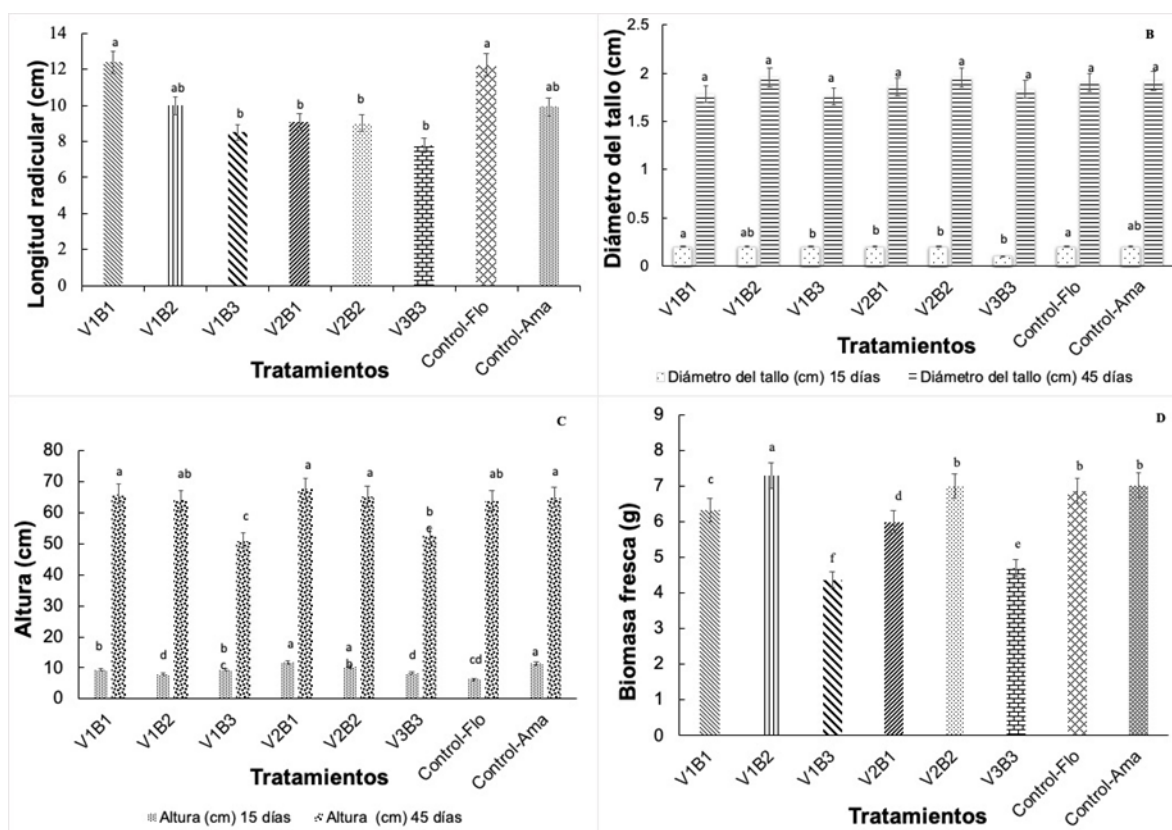 14
12
10
8
6
4
2
0
Longitud radicular (cm)
a
ab
b
b
b
b
a
ab
V1B1
V1B2
V1B3
V2B1
V2B2
V3B3
Control-Flo
Control-Ama
Tratamientos
B
2.5
2
1.5
1
0.5
0
Diámetro del tallo (cm)
a
a
a
a
a
a
a
a
a
ab
b
b
b
b
a
ab
V1B1
V1B2
V1B3
V2B1
V2B2
V3B3
Control-Flo
Control-Ama
Tratamientos
Diámetro del tallo (cm) 15 días
Diámetro del tallo (cm) 45 días
C
80
70
60
50
40
30
20
10
0
Altura (cm)
a
ab
c
a
a
b
e
ab
a
b
d
b
c
a
a
b
d
cd
a
V1B1
V1B2
V1B3
V2B1
V2B2
V3B3
Control-Flo
Control-Ama
Tratamientos
Altura (cm) 15 días
Altura (cm) 45 días
D
9
8
7
6
5
4
3
2
1
0
Biomasa fresca (g)
c
a
f
d
b
e
b
b
V1B1
V1B2
V1B3
V2B1
V2B2
V3B3
Control-Flo
Control-Ama
Tratamientos